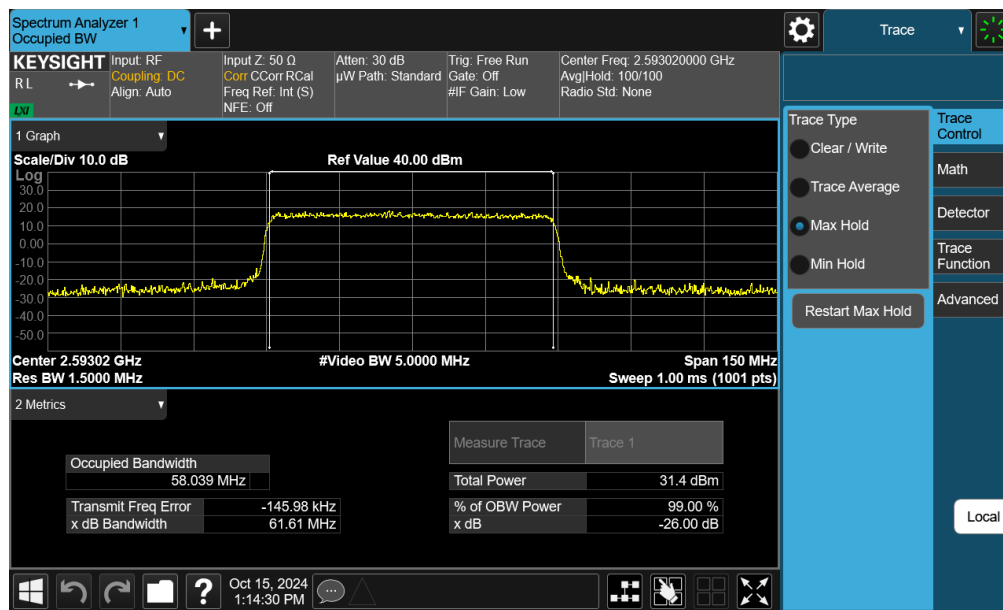 Spectrum Analyzer 1
Occupied BW
+
Trace
KEYSIGHT
R L
LXI
Input: RF
Coupling: DC
Align: Auto
Input Z: 50 Ω
Corr CCorr RCal
Freq Ref: Int (S)
NFE: Off
Atten: 30 dB
µW Path: Standard
Trig: Free Run
Gate: Off
#IF Gain: Low
Center Freq: 2.593020000 GHz
Avg|Hold: 100/100
Radio Std: None
1 Graph
Scale/Div 10.0 dB
Ref Value 40.00 dBm
Log
30.0
20.0
10.0
0.00
-10.0
-20.0
-30.0
-40.0
-50.0
Center 2.59302 GHz
#Video BW 5.0000 MHz
Span 150 MHz
Res BW 1.5000 MHz
Sweep 1.00 ms (1001 pts)
2 Metrics
Measure Trace
Trace 1
Occupied Bandwidth
58.039 MHz
Total Power
31.4 dBm
Transmit Freq Error
-145.98 kHz
% of OBW Power
99.00 %
x dB Bandwidth
61.61 MHz
x dB
-26.00 dB
Trace Type
Clear / Write
Trace Average
Max Hold
Min Hold
Restart Max Hold
Trace
Control
Math
Detector
Trace
Function
Advanced
Local
?
Oct 15, 2024
1:14:30 PM